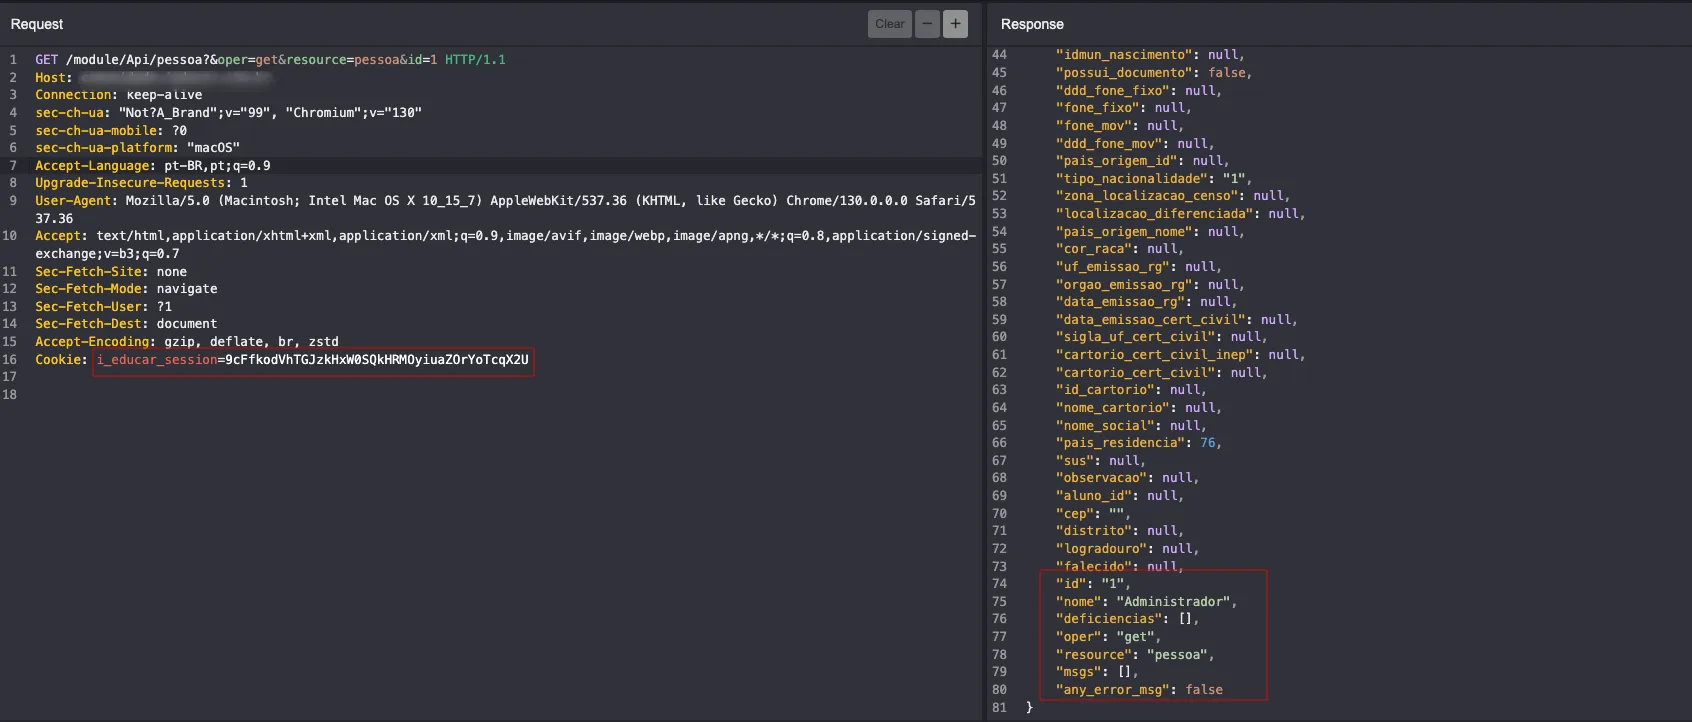 Request
Clear
−
+
1 GET /module/Api/pessoa?&oper=get&resource=pessoa&id=1 HTTP/1.1
2 Host:
3 Connection: keep-alive
4 sec-ch-ua: "Not?A_Brand";v="99", "Chromium";v="130"
5 sec-ch-ua-mobile: ?0
6 sec-ch-ua-platform: "macOS"
7 Accept-Language: pt-BR,pt;q=0.9
8 Upgrade-Insecure-Requests: 1
9 User-Agent: Mozilla/5.0 (Macintosh; Intel Mac OS X 10_15_7) AppleWebKit/537.36 (KHTML, like Gecko) Chrome/130.0.0.0 Safari/5
37.36
10 Accept: text/html,application/xhtml+xml,application/xml;q=0.9,image/avif,image/webp,image/apng,*/*;q=0.8,application/signed-
exchange;v=b3;q=0.7
11 Sec-Fetch-Site: none
12 Sec-Fetch-Mode: navigate
13 Sec-Fetch-User: ?1
14 Sec-Fetch-Dest: document
15 Accept-Encoding: gzip, deflate, br, zstd
16 Cookie: i_educar_session=9cFfkodVhTGJzkHxW0SQkHRMOyiuaZOrYoTcqX2U
17
18
Response
44 "idmun_nascimento": null,
45 "possui_documento": false,
46 "ddd_fone_fixo": null,
47 "fone_fixo": null,
48 "fone_mov": null,
49 "ddd_fone_mov": null,
50 "pais_origem_id": null,
51 "tipo_nacionalidade": "1",
52 "zona_localizacao_censo": null,
53 "localizacao_diferenciada": null,
54 "pais_origem_nome": null,
55 "cor_raca": null,
56 "uf_emissao_rg": null,
57 "orgao_emissao_rg": null,
58 "data_emissao_rg": null,
59 "data_emissao_cert_civil": null,
60 "sigla_uf_cert_civil": null,
61 "cartorio_cert_civil_inep": null,
62 "cartorio_cert_civil": null,
63 "id_cartorio": null,
64 "nome_cartorio": null,
65 "nome_social": null,
66 "pais_residencia": 76,
67 "sus": null,
68 "observacao": null,
69 "aluno_id": null,
70 "cep": "",
71 "distrito": null,
72 "logradouro": null,
73 "falecido": null,
74 "id": "1",
75 "nome": "Administrador",
76 "deficiencias": [],
77 "oper": "get",
78 "resource": "pessoa",
79 "msgs": [],
80 "any_error_msg": false
81 }